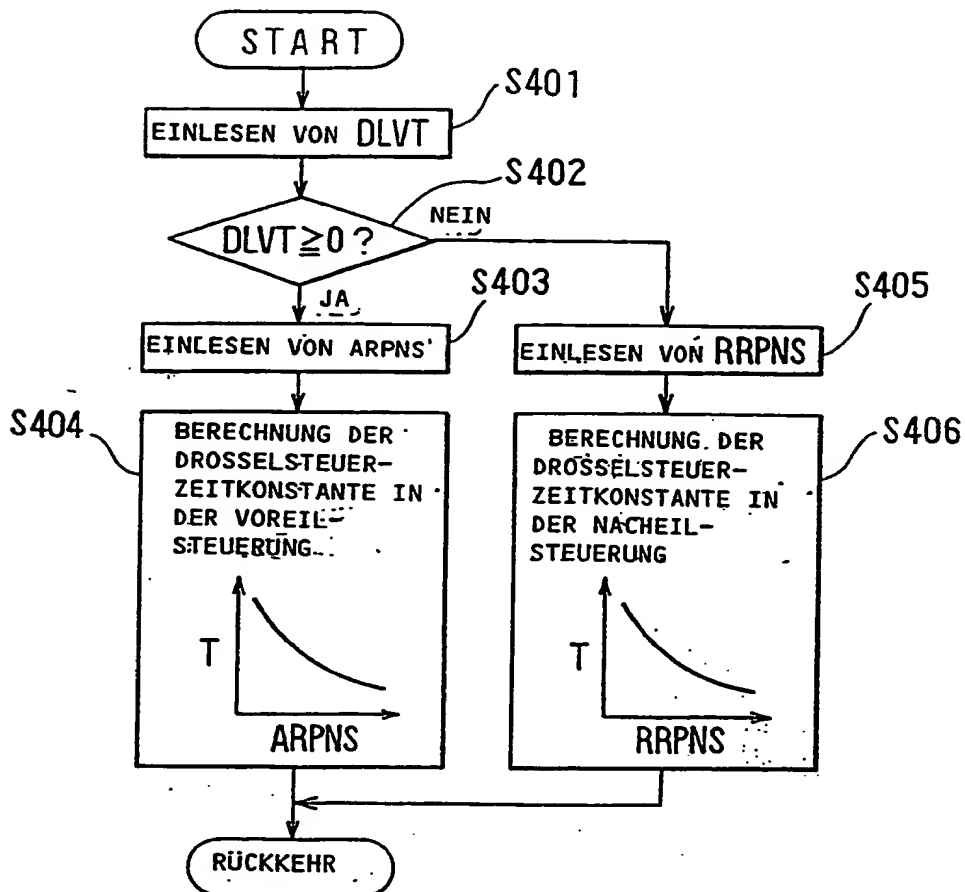 START
S401
EINLESEN VON DLVT
S402
DLVT≧0?
NEIN
JA
S403
EINLESEN VON ARPNS'
S405
EINLESEN VON RRPNS
S404
BERECHNUNG DER
DROSSELSTEUER-
ZEITKONSTANTE IN
DER VOREIL-
STEUERUNG
T
ARPNS
S406
BERECHNUNG DER
DROSSELSTEUER-
ZEITKONSTANTE IN
DER NACHEIL-
STEUERUNG
T
RRPNS
RÜCKKEHR